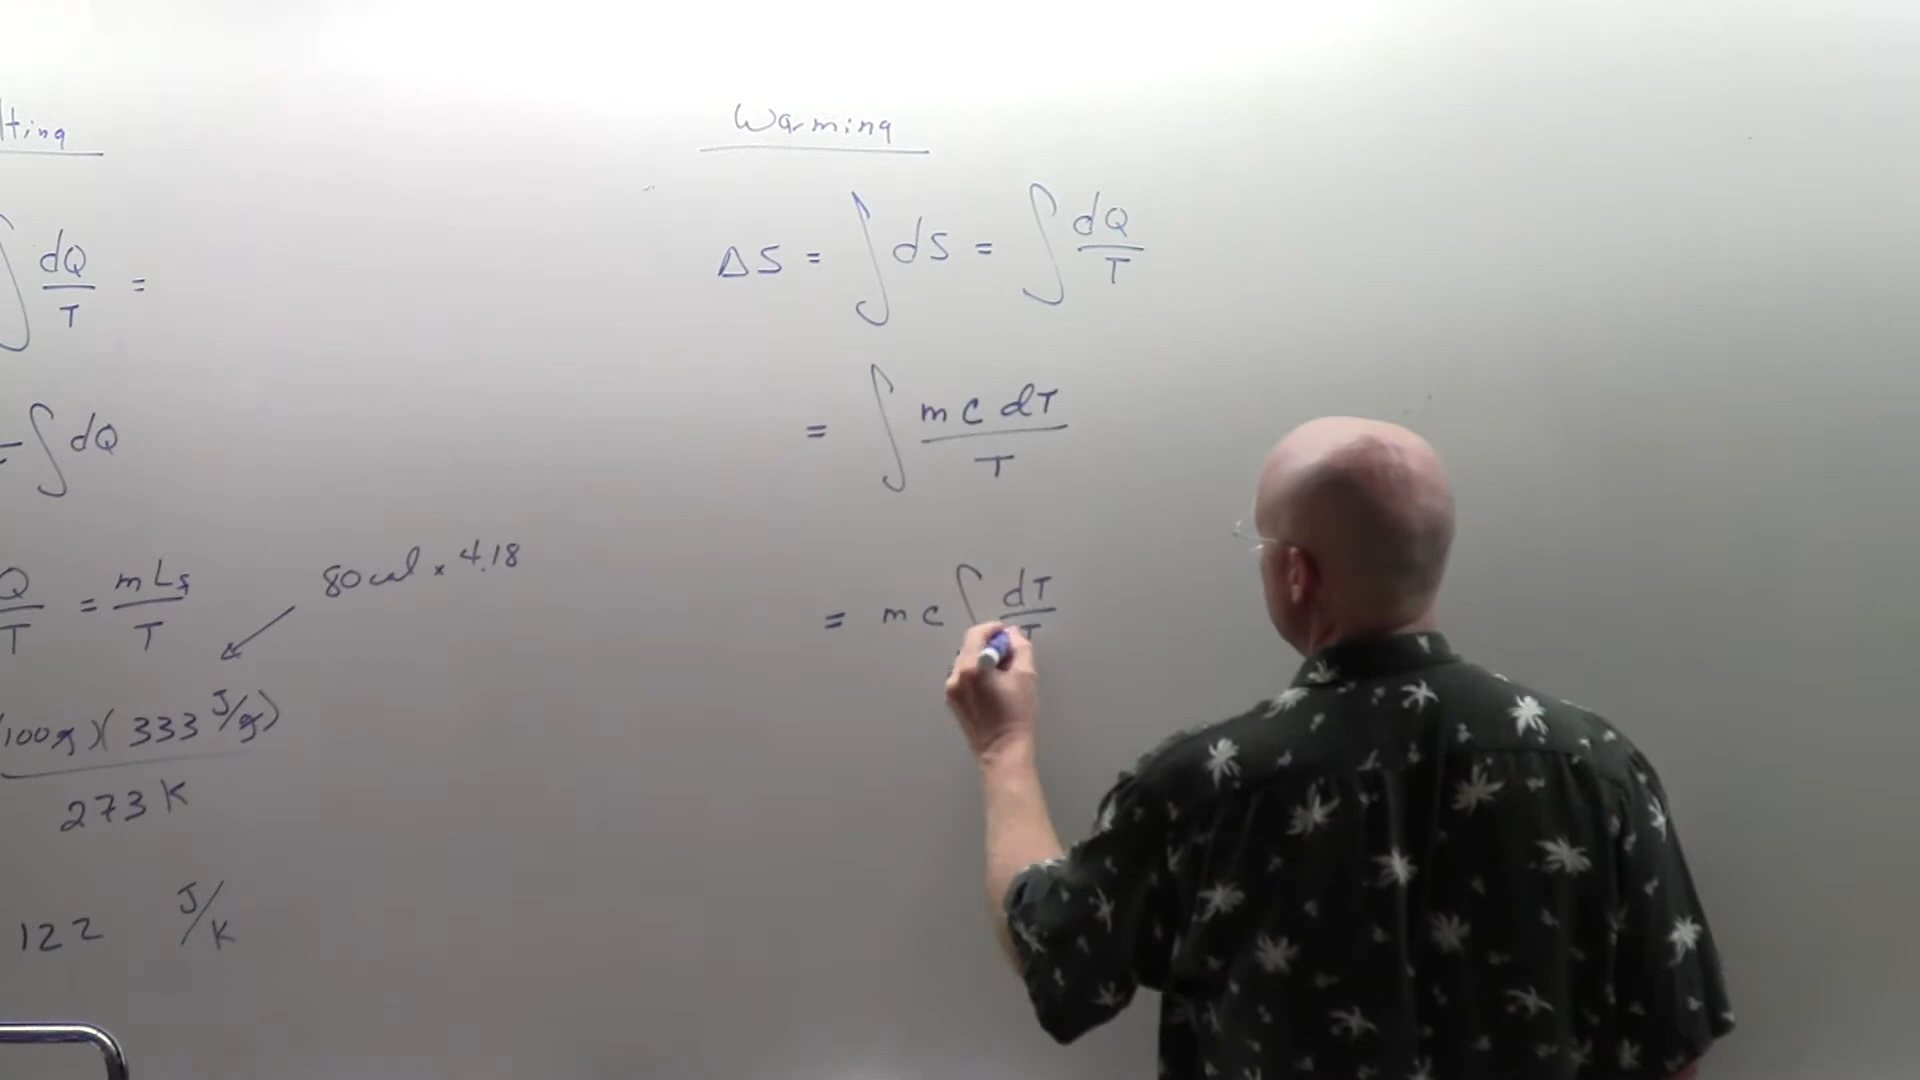 lting
∫ dQ/T =
∫ dQ
Q/T = mLf/T
80 cal × 4.18
(100g)(333 J/g)
273 K
122 J/K
Warming
ΔS = ∫ dS = ∫ dQ/T
= ∫ mc dT/T
= mc ∫ dT/T